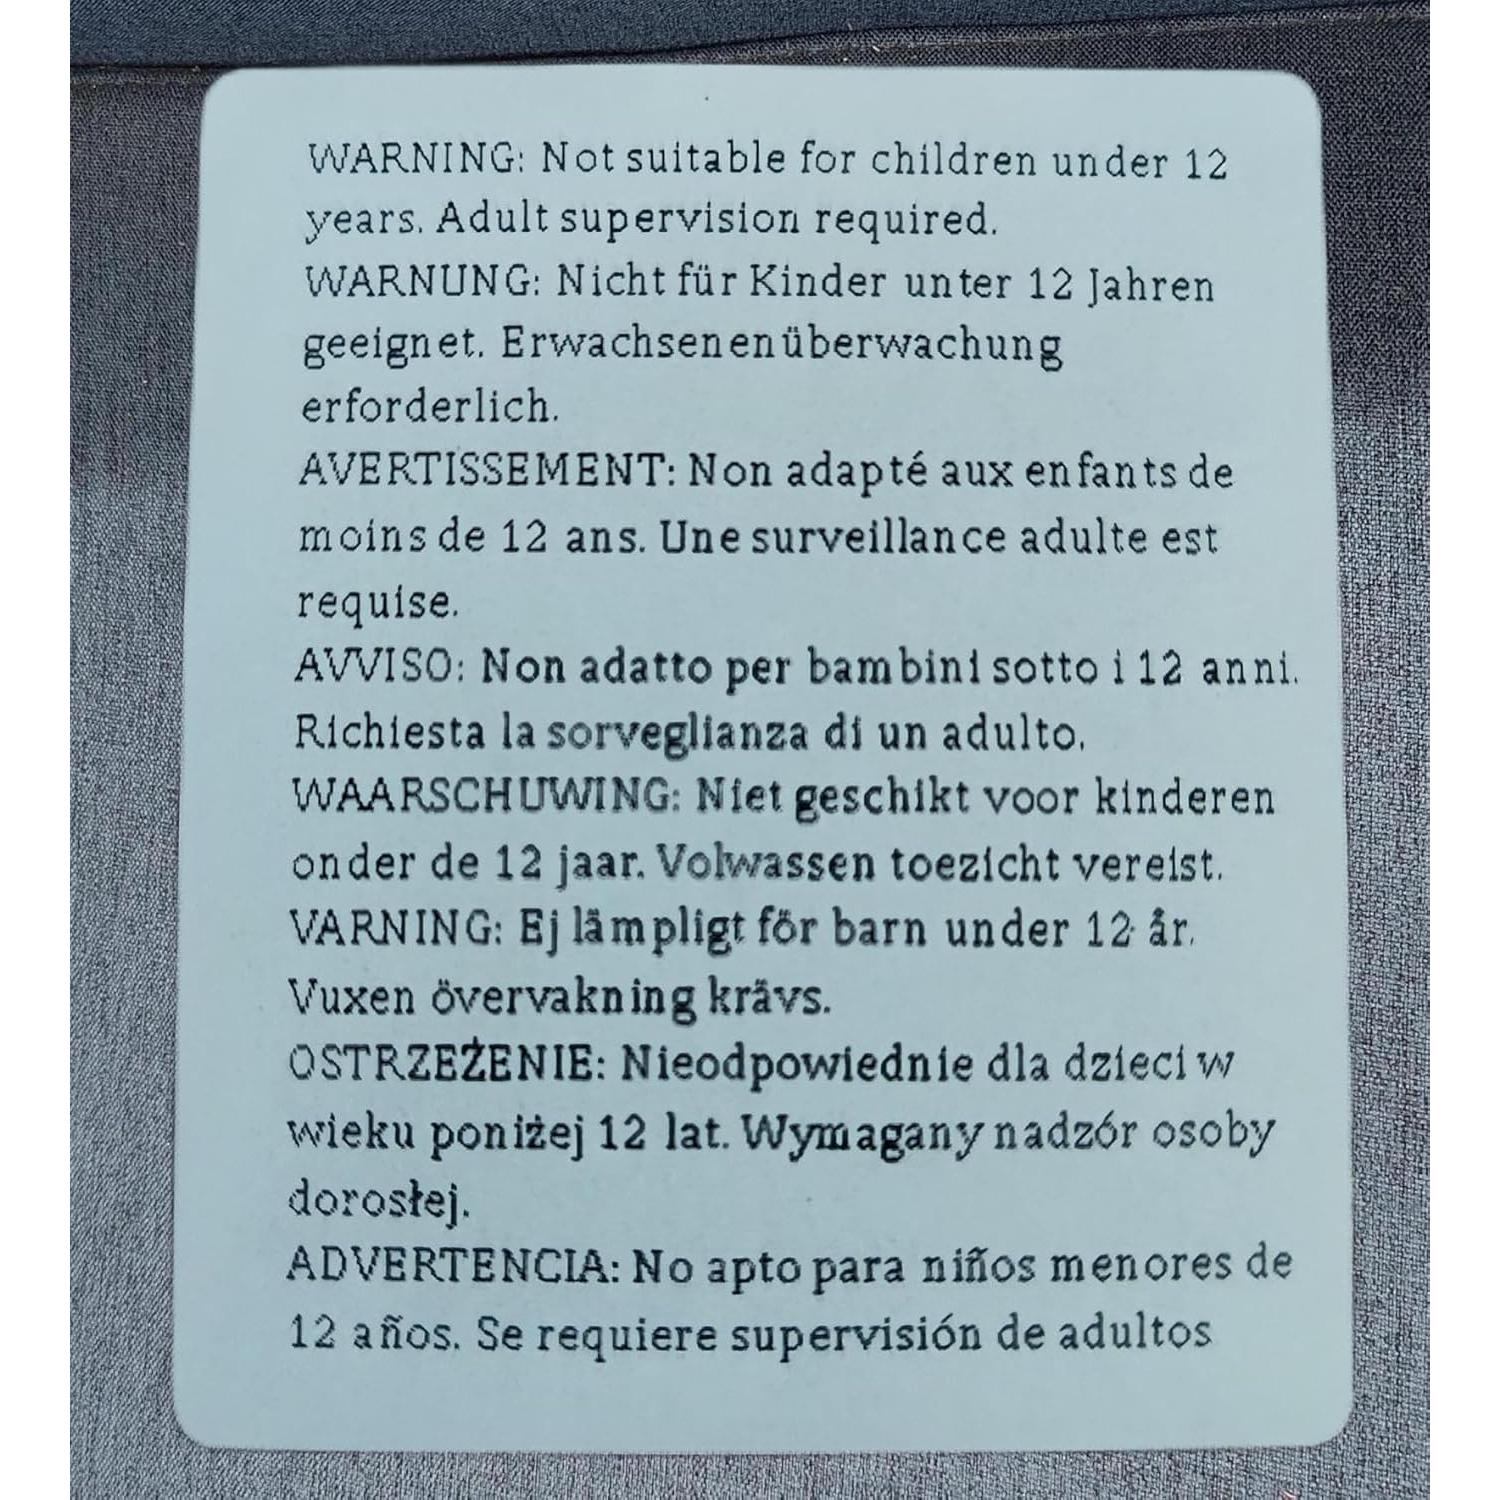 WARNING: Not suitable for children under 12
years. Adult supervision required.
WARNUNG: Nicht für Kinder unter 12 Jahren
geeignet. Erwachsenenüberwachung
erforderlich.
AVERTISSEMENT: Non adapté aux enfants de
moins de 12 ans. Une surveillance adulte est
requise.
AVVISO: Non adatto per bambini sotto i 12 anni.
Richiesta la sorveglianza di un adulto.
WAARSCHUWING: Niet geschikt voor kinderen
onder de 12 jaar. Volwassen toezicht vereist.
VARNING: Ej lämpligt för barn under 12 år.
Vuxen övervakning krävs.
OSTRZEŻENIE: Nieodpowiednie dla dzieci w
wieku poniżej 12 lat. Wymagany nadzór osoby
dorosłej.
ADVERTENCIA: No apto para niños menores de
12 años. Se requiere supervisión de adultos